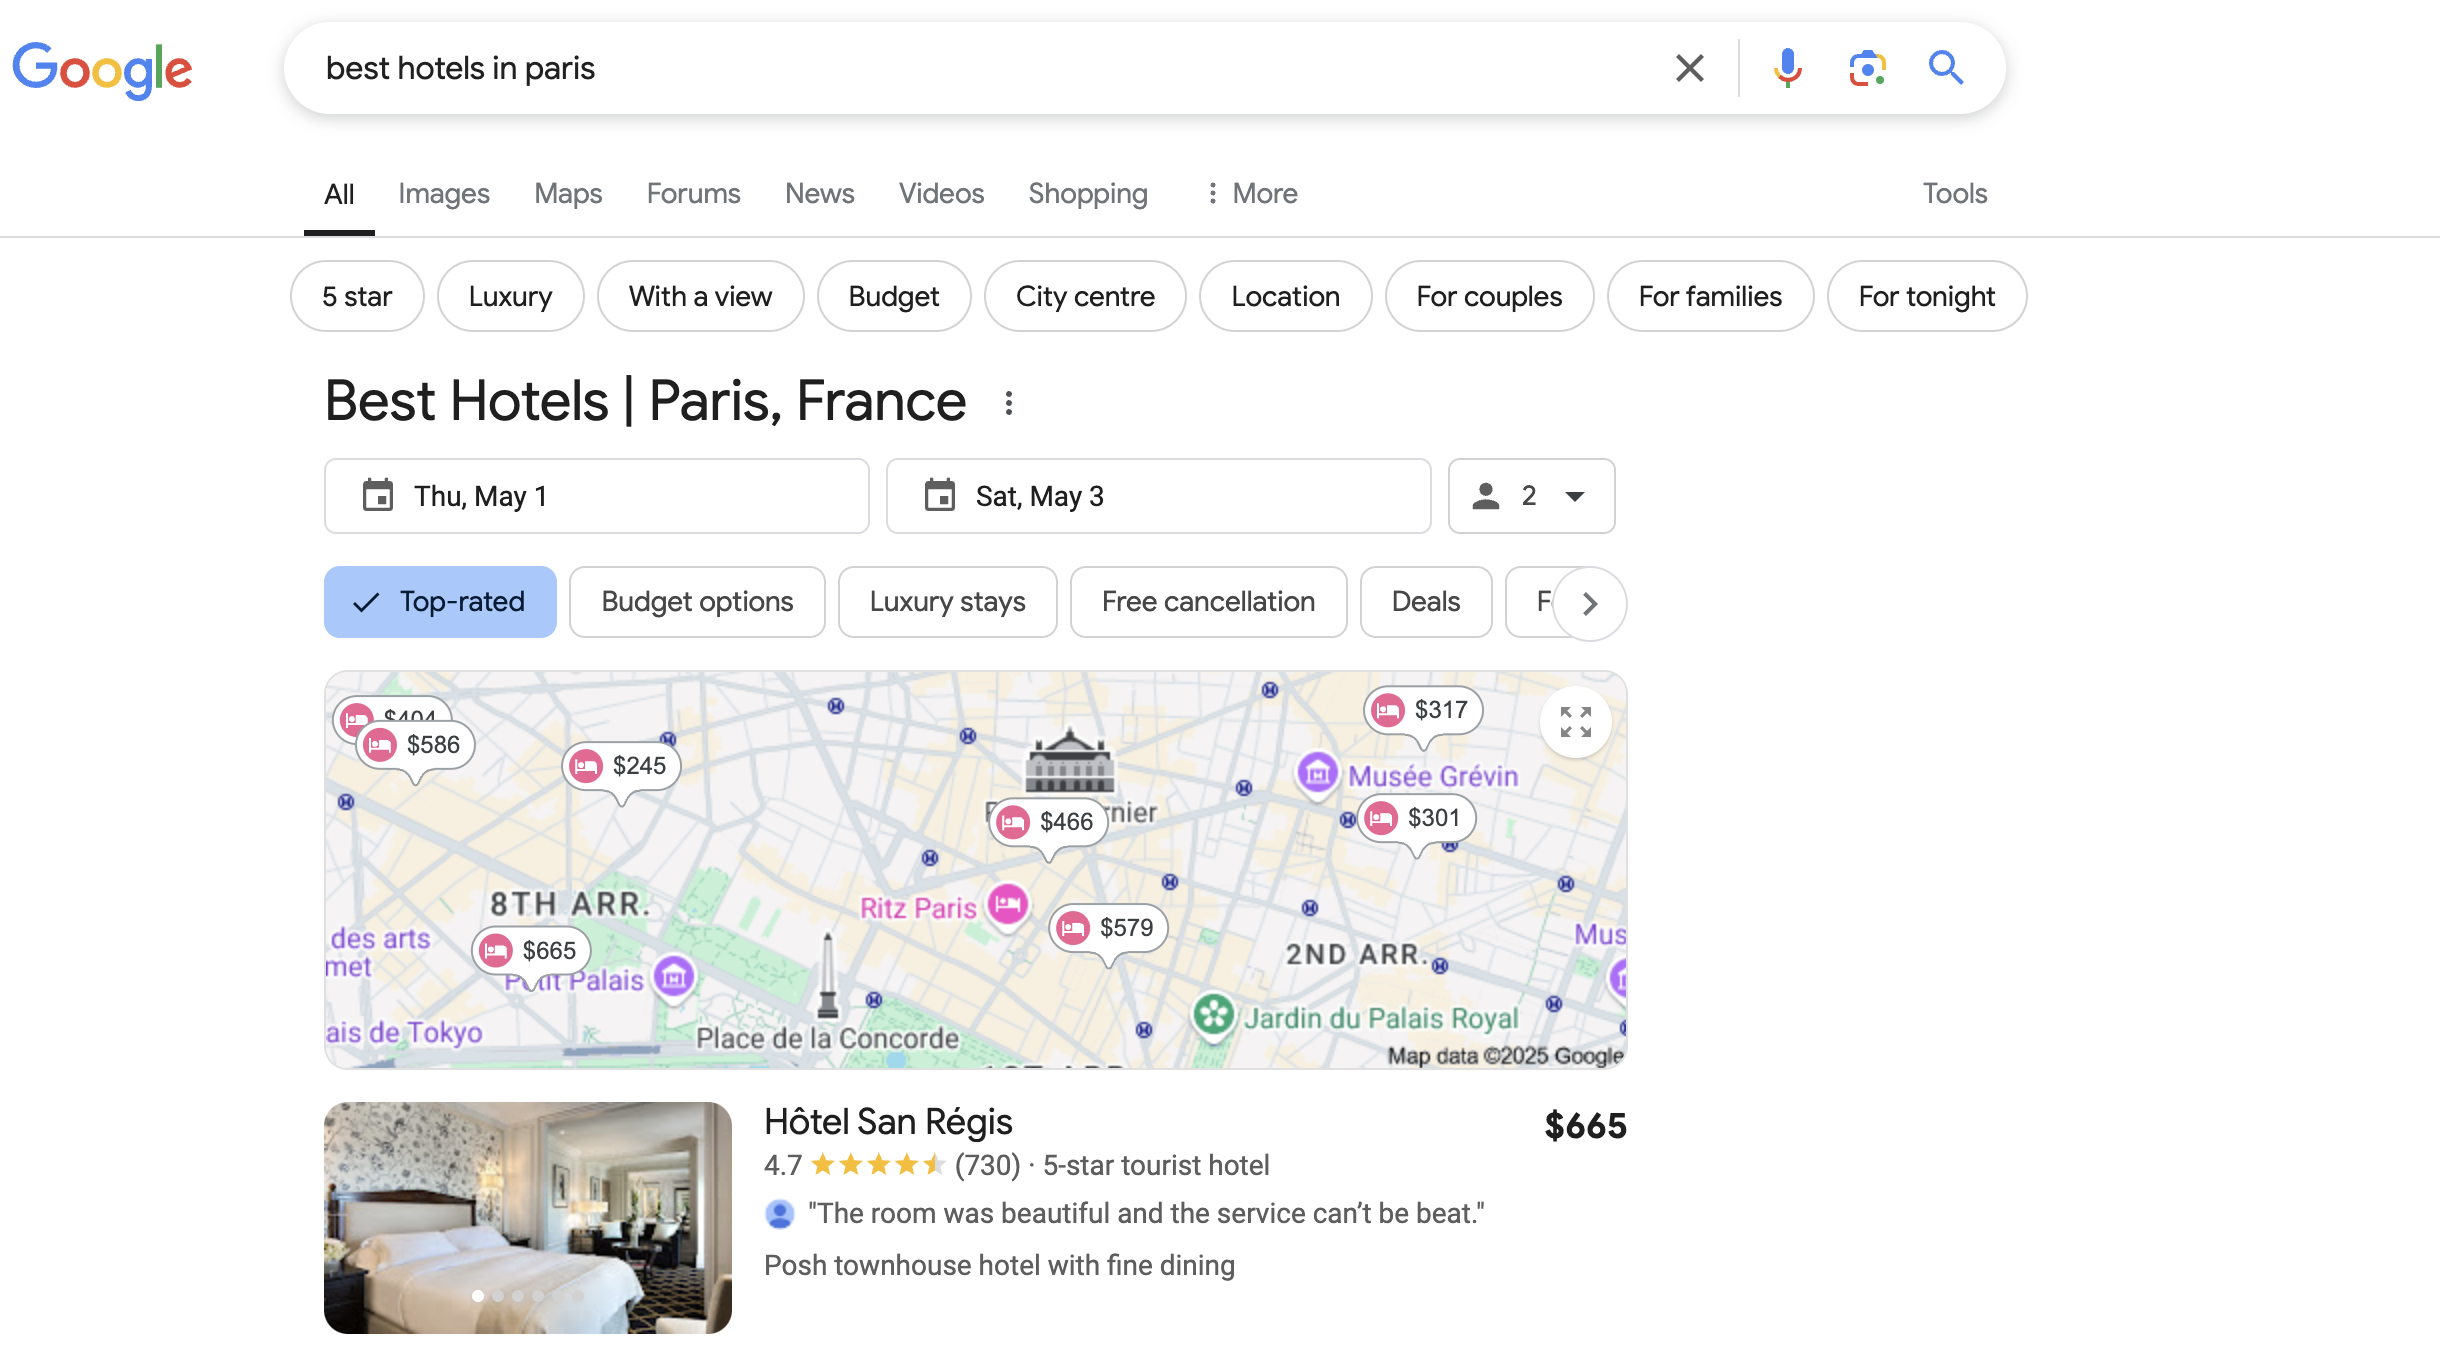 Google
best hotels in paris
All Images Maps Forums News Videos Shopping More Tools
5 star Luxury With a view Budget City centre Location For couples For families For tonight
Best Hotels | Paris, France
Thu, May 1 Sat, May 3 2
Top-rated Budget options Luxury stays Free cancellation Deals
$404
$586
$245
$317
Musée Grévin
$466
$301
8TH ARR.
Ritz Paris
$579
des arts
met
$665
Petit Palais
2ND ARR.
Mus
ais de Tokyo
Place de la Concorde
Jardin du Palais Royal
Map data ©2025 Google
Hôtel San Régis
$665
4.7 (730) · 5-star tourist hotel
"The room was beautiful and the service can’t be beat."
Posh townhouse hotel with fine dining